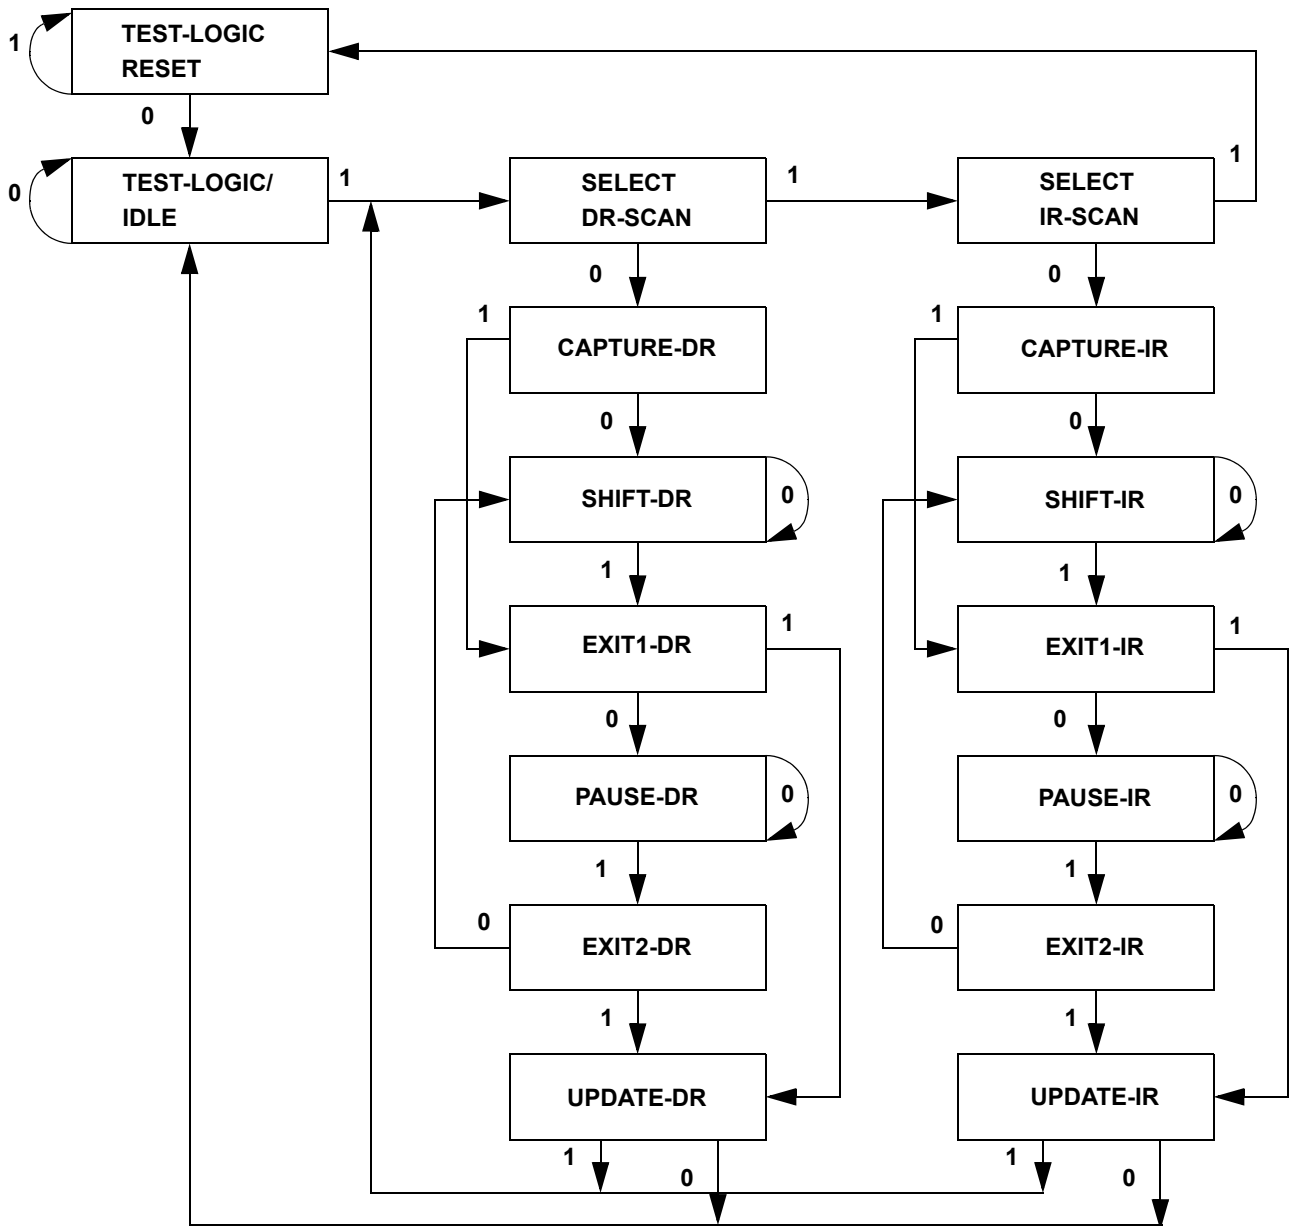 1
TEST-LOGIC
RESET
0
0
TEST-LOGIC/
IDLE
1
SELECT
DR-SCAN
1
SELECT
IR-SCAN
1
0
0
1
CAPTURE-DR
1
CAPTURE-IR
0
0
SHIFT-DR
0
SHIFT-IR
0
1
1
EXIT1-DR
1
EXIT1-IR
1
0
0
PAUSE-DR
0
PAUSE-IR
0
1
1
0
EXIT2-DR
0
EXIT2-IR
1
1
UPDATE-DR
UPDATE-IR
1
0
1
0